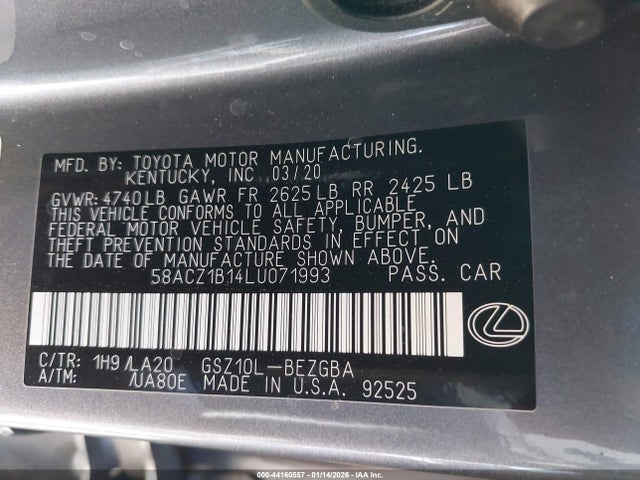 MFD. BY: TOYOTA MOTOR MANUFACTURING.
KENTUCKY, INC 03/20
GVWR: 4740LB GAWR FR 2625LB RR 2425 LB
THIS VEHICLE CONFORMS TO ALL APPLICABLE
FEDERAL MOTOR VEHICLE SAFETY, BUMPER, AND
THEFT PREVENTION STANDARDS IN EFFECT ON
THE DATE OF MANUFACTURE SHOWN ABOVE.
58ACZ1B14LU071993 PASS. CAR
C/TR: 1H9 /LA20 GSZ10L-BEZGBA
A/TM: /UA80E MADE IN U.S.A. 92525
000-44160557 - 01/14/2026 - IAA Inc.